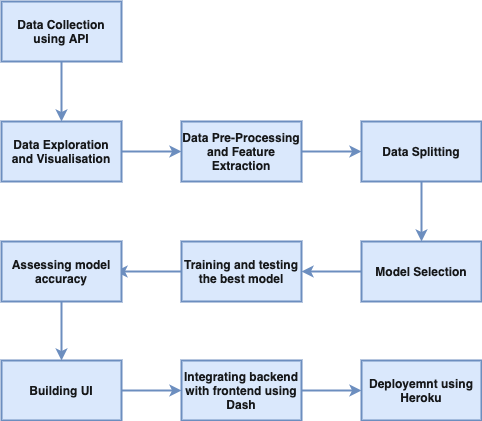 Data Collection
using API
Data Exploration
and Visualisation
Data Pre-Processing
and Feature
Extraction
Data Splitting
Model Selection
Training and testing
the best model
Assessing model
accuracy
Building UI
Integrating backend
with frontend using
Dash
Deployemnt using
Heroku